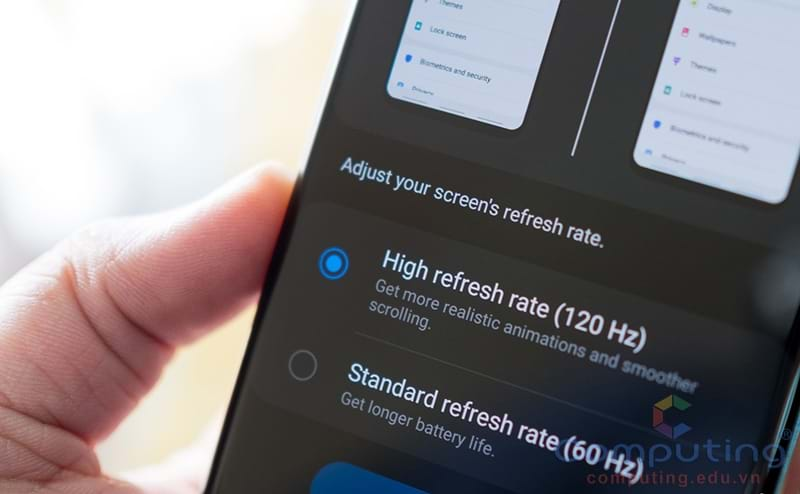 Themes
Lock screen
Biometrics and security
Display
Wallpapers
Themes
Lock screen
Biometrics and security
Adjust your screen's refresh rate.
High refresh rate (120 Hz)
Get more realistic animations and smoother
scrolling.
Standard refresh rate (60 Hz)
Get longer battery life.
Computing®
computing.edu.vn